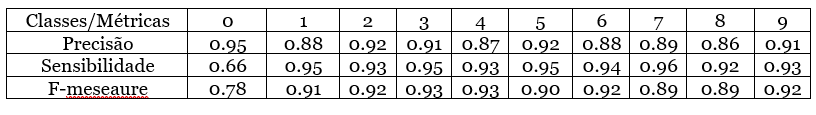 Classes/Métricas 0 1 2 3 4 5 6 7 8 9
Precisão 0.95 0.88 0.92 0.91 0.87 0.92 0.88 0.89 0.86 0.91
Sensibilidade 0.66 0.95 0.93 0.95 0.93 0.95 0.94 0.96 0.92 0.93
F-meseaure 0.78 0.91 0.92 0.93 0.93 0.90 0.92 0.89 0.89 0.92